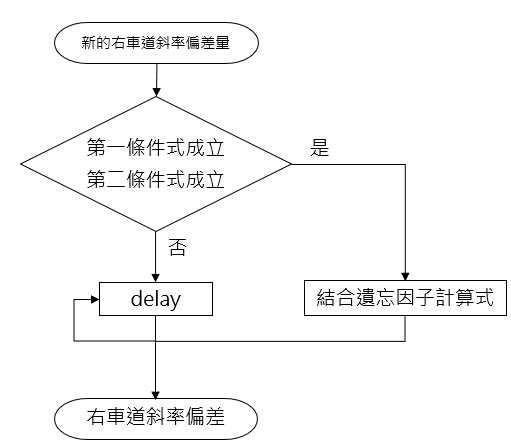 新的右車道斜率偏差量
第一條件式成立
第二條件式成立
是
否
delay
結合遺忘因子計算式
右車道斜率偏差